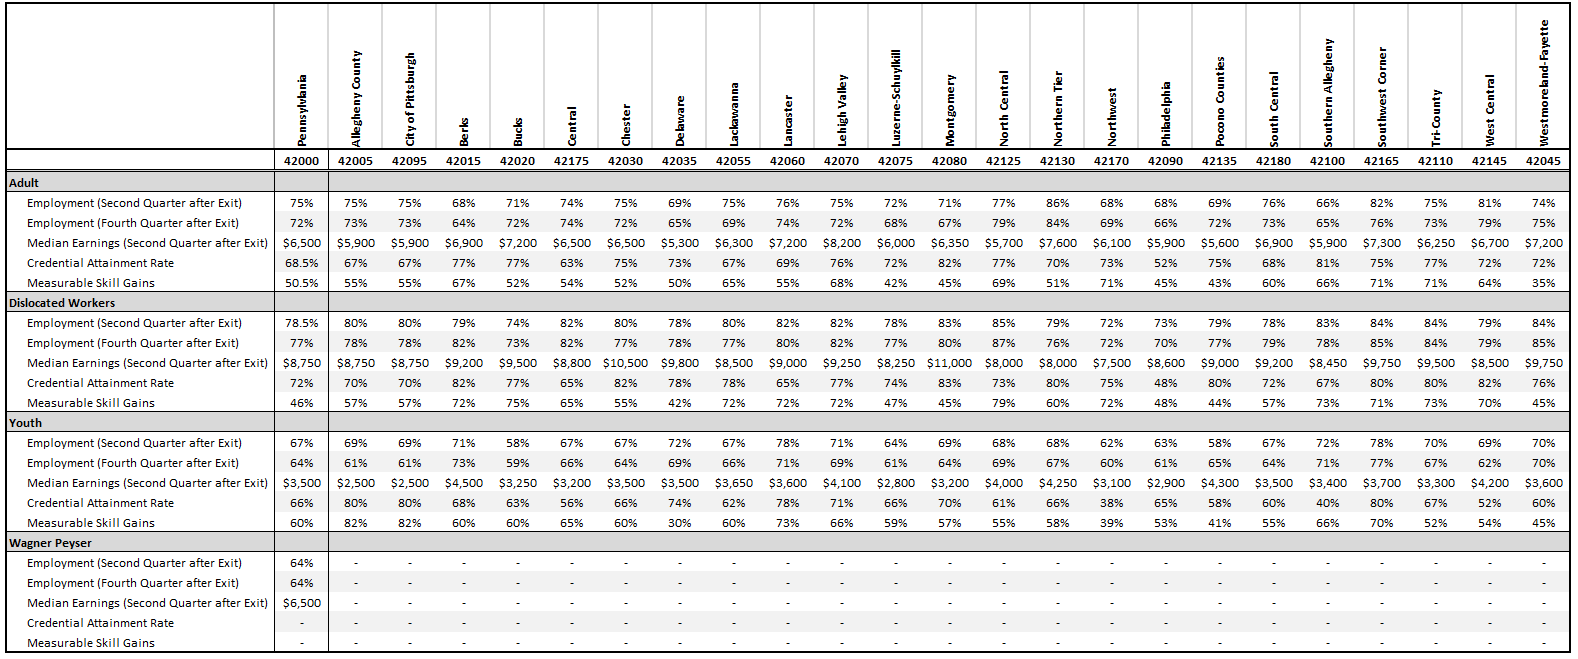 Pennsylvania Allegheny County City of Pittsburgh Berks Bucks Central Chester Delaware Lackawanna Lancaster Lehigh Valley Luzerne-Schuylkill Montgomery North Central Northern Tier Northwest Philadelphia Pocono Counties South Central Southern Allegheny Southwest Corner Tri-County West Central Westmoreland-Fayette
42000 42005 42095 42015 42020 42175 42030 42035 42055 42060 42070 42075 42080 42125 42130 42170 42090 42135 42180 42100 42165 42110 42145 42045
Adult
Employment (Second Quarter after Exit) 75% 75% 75% 68% 71% 74% 75% 69% 75% 76% 75% 72% 71% 77% 86% 68% 68% 69% 76% 66% 82% 75% 81% 74%
Employment (Fourth Quarter after Exit) 72% 73% 73% 64% 72% 74% 72% 65% 69% 74% 72% 68% 67% 79% 84% 69% 66% 72% 73% 65% 76% 73% 79% 75%
Median Earnings (Second Quarter after Exit) $6,500 $5,900 $5,900 $6,900 $7,200 $6,500 $6,500 $5,300 $6,300 $7,200 $8,200 $6,000 $6,350 $5,700 $7,600 $6,100 $5,900 $5,600 $6,900 $5,900 $7,300 $6,250 $6,700 $7,200
Credential Attainment Rate 68.5% 67% 67% 77% 77% 63% 75% 73% 67% 69% 76% 72% 82% 77% 70% 73% 52% 75% 68% 81% 75% 77% 72% 72%
Measurable Skill Gains 50.5% 55% 55% 67% 52% 54% 52% 50% 65% 55% 68% 42% 45% 69% 51% 71% 45% 43% 60% 66% 71% 71% 64% 35%
Dislocated Workers
Employment (Second Quarter after Exit) 78.5% 80% 80% 79% 74% 82% 80% 78% 80% 82% 82% 78% 83% 85% 79% 72% 73% 79% 78% 83% 84% 84% 79% 84%
Employment (Fourth Quarter after Exit) 77% 78% 78% 82% 73% 82% 77% 78% 77% 80% 82% 77% 80% 87% 76% 72% 70% 77% 79% 78% 85% 84% 79% 85%
Median Earnings (Second Quarter after Exit) $8,750 $8,750 $8,750 $9,200 $9,500 $8,800 $10,500 $9,800 $8,500 $9,000 $9,250 $8,250 $11,000 $8,000 $8,000 $7,500 $8,600 $9,000 $9,200 $8,450 $9,750 $9,500 $8,500 $9,750
Credential Attainment Rate 72% 70% 70% 82% 77% 65% 82% 78% 78% 65% 77% 74% 83% 73% 80% 75% 48% 80% 72% 67% 80% 80% 82% 76%
Measurable Skill Gains 46% 57% 57% 72% 75% 65% 55% 42% 72% 72% 72% 47% 45% 79% 60% 72% 48% 44% 57% 73% 71% 73% 70% 45%
Youth
Employment (Second Quarter after Exit) 67% 69% 69% 71% 58% 67% 67% 72% 67% 78% 71% 64% 69% 68% 68% 62% 63% 58% 67% 72% 78% 70% 69% 70%
Employment (Fourth Quarter after Exit) 64% 61% 61% 73% 59% 66% 64% 69% 66% 71% 69% 61% 64% 69% 67% 60% 61% 65% 64% 71% 77% 67% 62% 70%
Median Earnings (Second Quarter after Exit) $3,500 $2,500 $2,500 $4,500 $3,250 $3,200 $3,500 $3,500 $3,650 $3,600 $4,100 $2,800 $3,200 $4,000 $4,250 $3,100 $2,900 $4,300 $3,500 $3,400 $3,700 $3,300 $4,200 $3,600
Credential Attainment Rate 66% 80% 80% 68% 63% 56% 66% 74% 62% 78% 71% 66% 70% 61% 66% 38% 65% 58% 60% 40% 80% 67% 52% 60%
Measurable Skill Gains 60% 82% 82% 60% 60% 65% 60% 30% 60% 73% 66% 59% 57% 55% 58% 39% 53% 41% 55% 66% 70% 52% 54% 45%
Wagner Peyser
Employment (Second Quarter after Exit) 64% - - - - - - - - - - - - - - - - - - - - - - -
Employment (Fourth Quarter after Exit) 64% - - - - - - - - - - - - - - - - - - - - - - -
Median Earnings (Second Quarter after Exit) $6,500 - - - - - - - - - - - - - - - - - - - - - - -
Credential Attainment Rate - - - - - - - - - - - - - - - - - - - - - - - -
Measurable Skill Gains - - - - - - - - - - - - - - - - - - - - - - - -